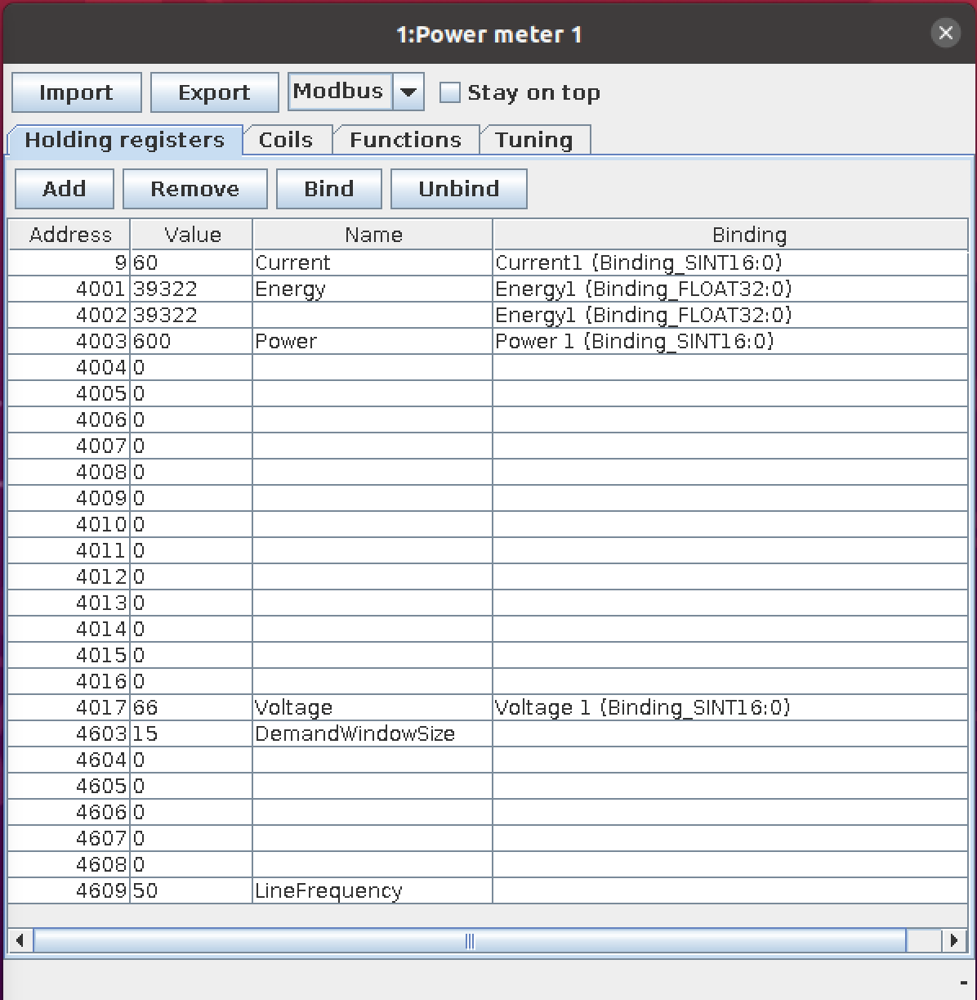 1:Power meter 1
Import Export Modbus Stay on top
Holding registers Coils Functions Tuning
Add Remove Bind Unbind
Address Value Name Binding
9 60 Current Current1 {Binding_SINT16:0}
4001 39322 Energy Energy1 {Binding_FLOAT32:0}
4002 39322 Energy1 {Binding_FLOAT32:0}
4003 600 Power Power 1 {Binding_SINT16:0}
4004 0
4005 0
4006 0
4007 0
4008 0
4009 0
4010 0
4011 0
4012 0
4013 0
4014 0
4015 0
4016 0
4017 66 Voltage Voltage 1 {Binding_SINT16:0}
4603 15 DemandWindowSize
4604 0
4605 0
4606 0
4607 0
4608 0
4609 50 LineFrequency
-